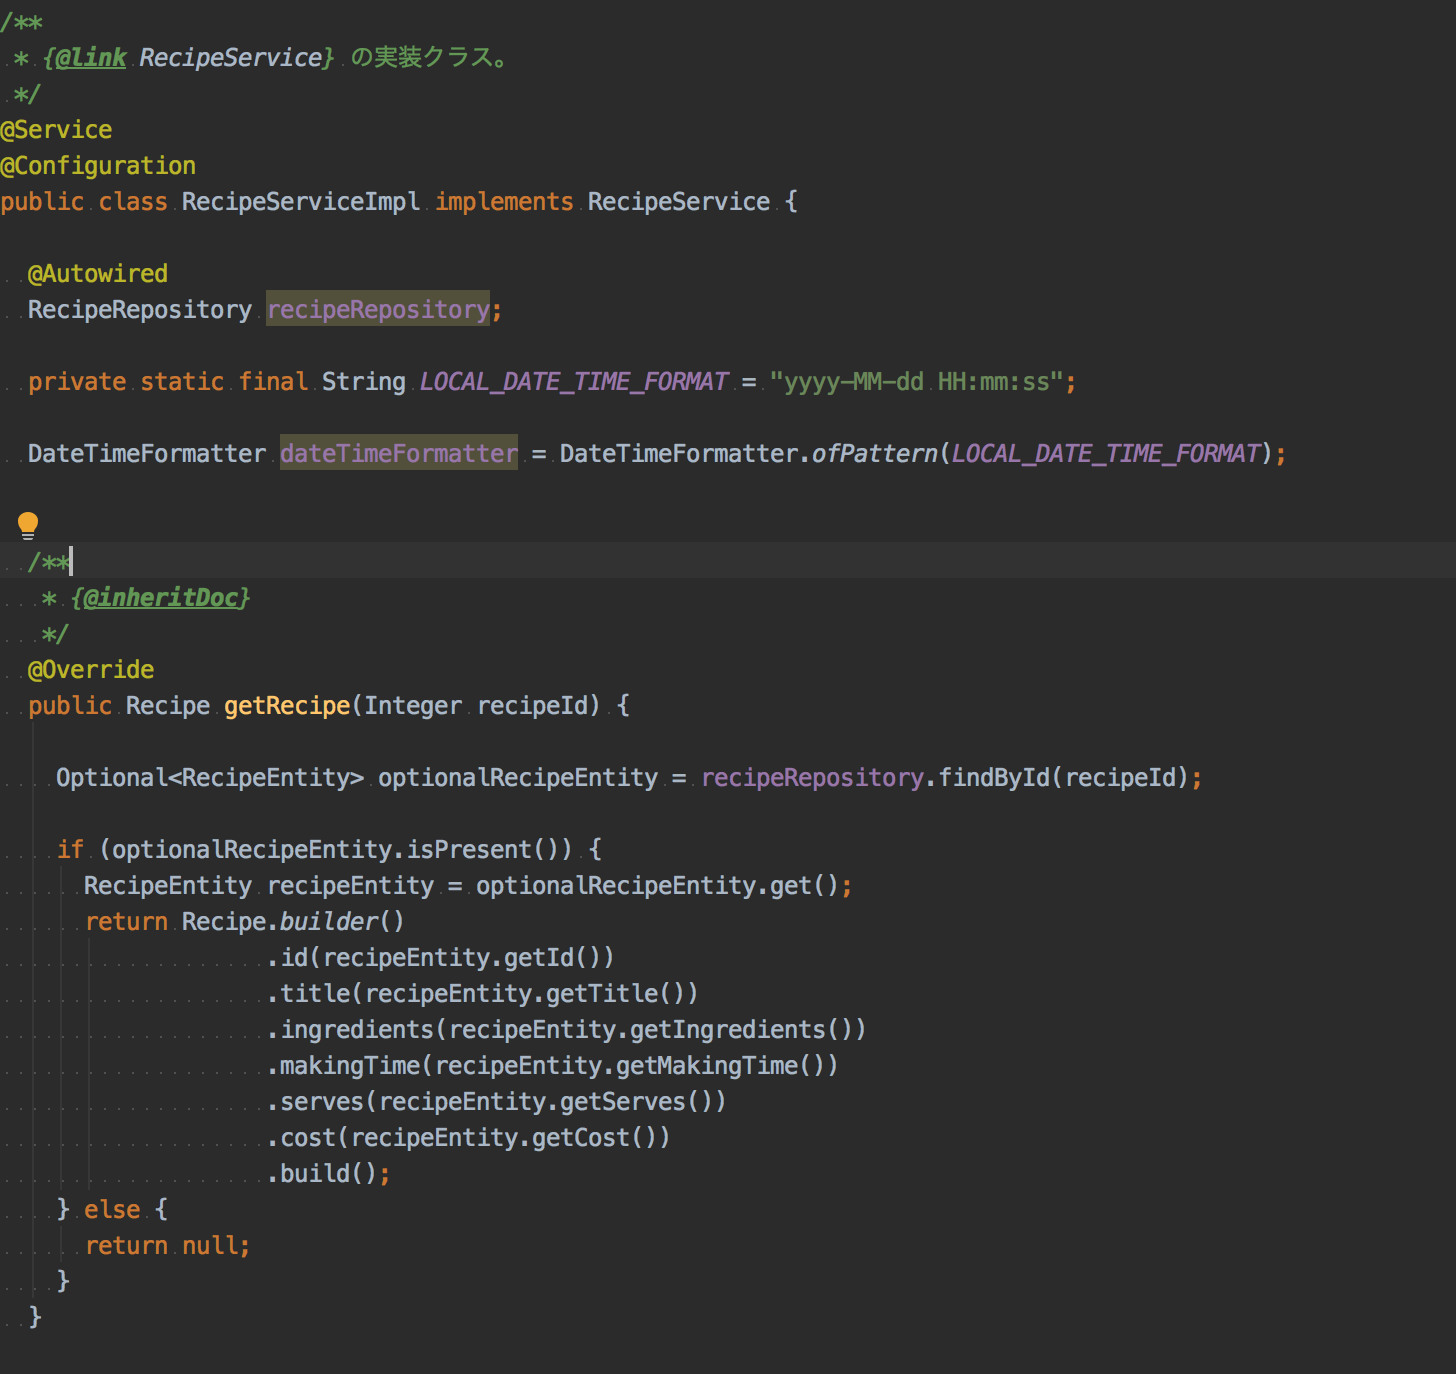 /**
 * {@link RecipeService} の実装クラス。
 */
@Service
@Configuration
public class RecipeServiceImpl implements RecipeService {
  @Autowired
  RecipeRepository recipeRepository;
  private static final String LOCAL_DATE_TIME_FORMAT = "yyyy-MM-dd HH:mm:ss";
  DateTimeFormatter dateTimeFormatter = DateTimeFormatter.ofPattern(LOCAL_DATE_TIME_FORMAT);
  /**
   * {@inheritDoc}
   */
  @Override
  public Recipe getRecipe(Integer recipeId) {
    Optional<RecipeEntity> optionalRecipeEntity = recipeRepository.findById(recipeId);
    if (optionalRecipeEntity.isPresent()) {
      RecipeEntity recipeEntity = optionalRecipeEntity.get();
      return Recipe.builder()
                   .id(recipeEntity.getId())
                   .title(recipeEntity.getTitle())
                   .ingredients(recipeEntity.getIngredients())
                   .makingTime(recipeEntity.getMakingTime())
                   .serves(recipeEntity.getServes())
                   .cost(recipeEntity.getCost())
                   .build();
    } else {
      return null;
    }
  }